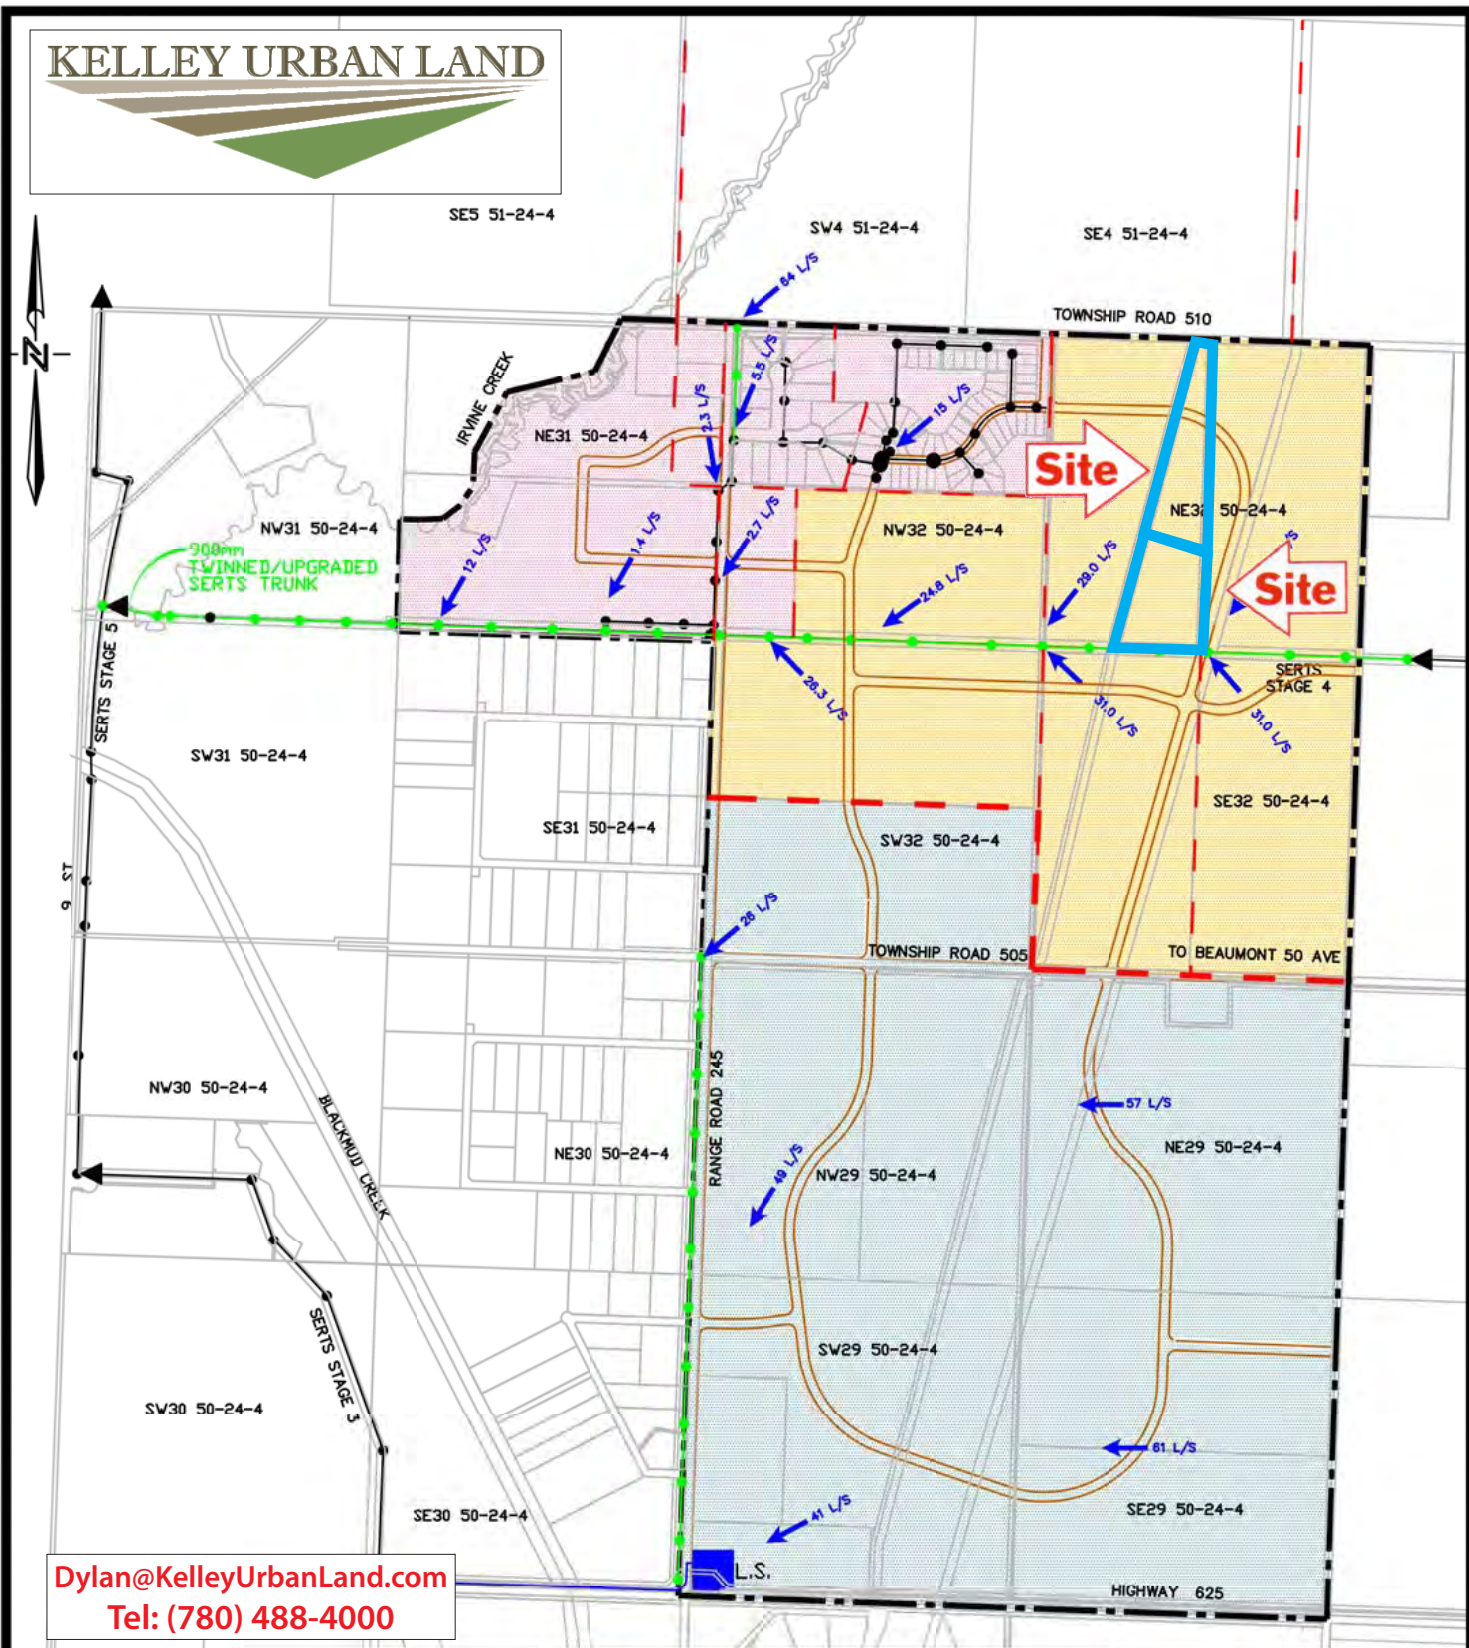 KELLEY URBAN LAND
SE5 51-24-4
SW4 51-24-4
SE4 51-24-4
64 L/S
TOWNSHIP ROAD 510
IRVINE CREEK
5.5 L/S
2.3 L/S
15 L/S
NE31 50-24-4
Site
N
NW31 50-24-4
NW32 50-24-4
NE32 50-24-4
900mm
TWINNED/UPGRADED
SERTS TRUNK
12 L/S
1.4 L/S
2.7 L/S
24.8 L/S
29.0 L/S
Site
SERTS STAGE 5
SERTS
STAGE 4
26.3 L/S
31.0 L/S
31.0 L/S
SW31 50-24-4
SE31 50-24-4
SW32 50-24-4
SE32 50-24-4
26 L/S
TOWNSHIP ROAD 505
TO BEAUMONT 50 AVE
NW30 50-24-4
BLACKMUD CREEK
NE30 50-24-4
RANGE ROAD 245
49 L/S
57 L/S
NW29 50-24-4
NE29 50-24-4
SERTS STAGE 3
SW29 50-24-4
SW30 50-24-4
61 L/S
SE30 50-24-4
41 L/S
SE29 50-24-4
L.S.
HIGHWAY 625
Dylan@KelleyUrbanLand.com
Tel: (780) 488-4000